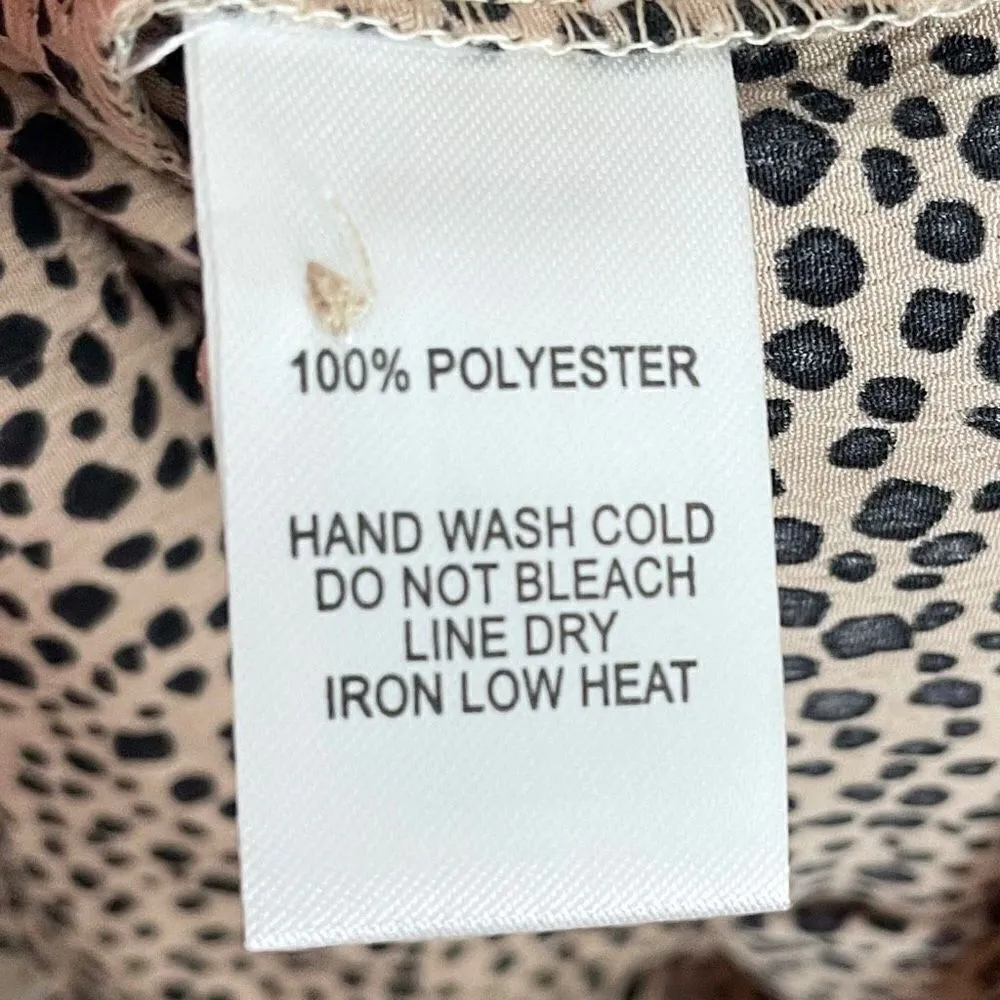 100% POLYESTER
HAND WASH COLD
DO NOT BLEACH
LINE DRY
IRON LOW HEAT